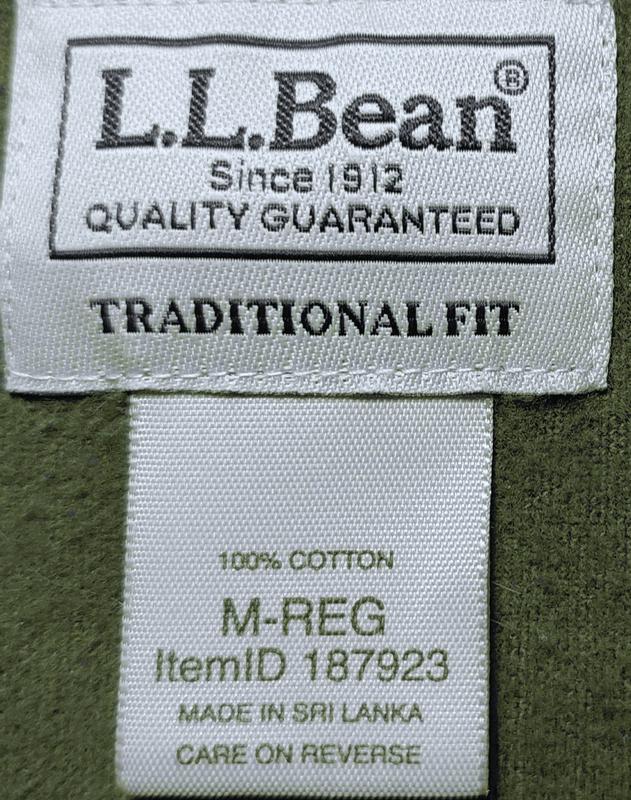 L.L.Bean®
Since 1912
QUALITY GUARANTEED
TRADITIONAL FIT
100% COTTON
M-REG
ItemID 187923
MADE IN SRI LANKA
CARE ON REVERSE